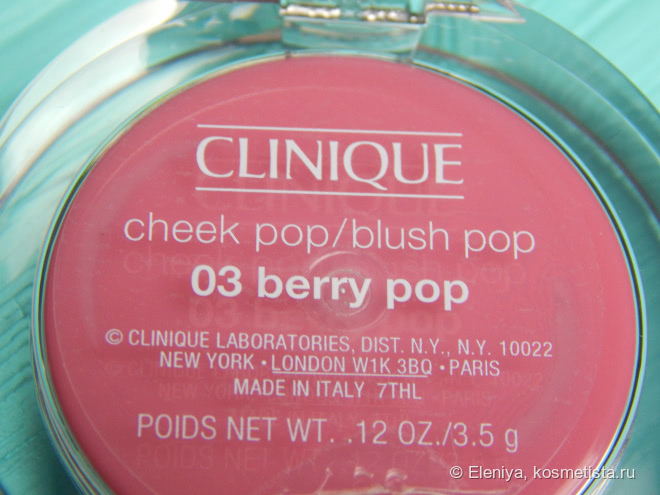 CLINIQUE
cheek pop/blush pop
03 berry pop
© CLINIQUE LABORATORIES, DIST. N.Y., N.Y. 10022
NEW YORK • LONDON W1K 3BQ • PARIS
MADE IN ITALY 7THL
POIDS NET WT. .12 OZ./3.5 g
© Eleniya, kosmetista.ru